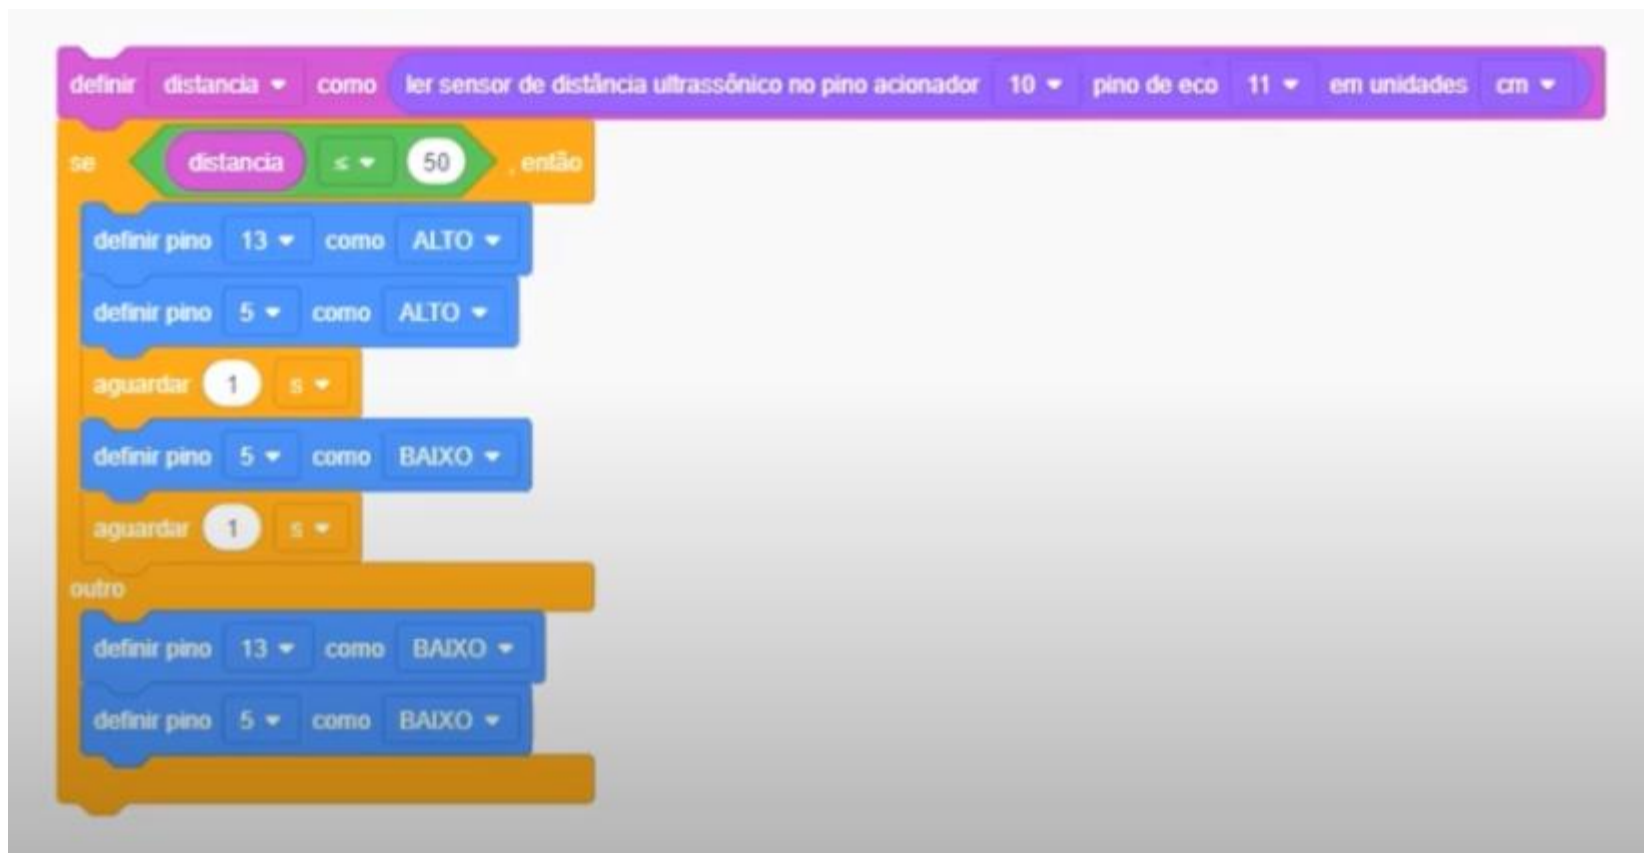 definir distancia como ler sensor de distância ultrassônico no pino acionador 10 pino de eco 11 em unidades cm
se distancia ≤ 50 , então
definir pino 13 como ALTO
definir pino 5 como ALTO
aguardar 1 s
definir pino 5 como BAIXO
aguardar 1 s
outro
definir pino 13 como BAIXO
definir pino 5 como BAIXO